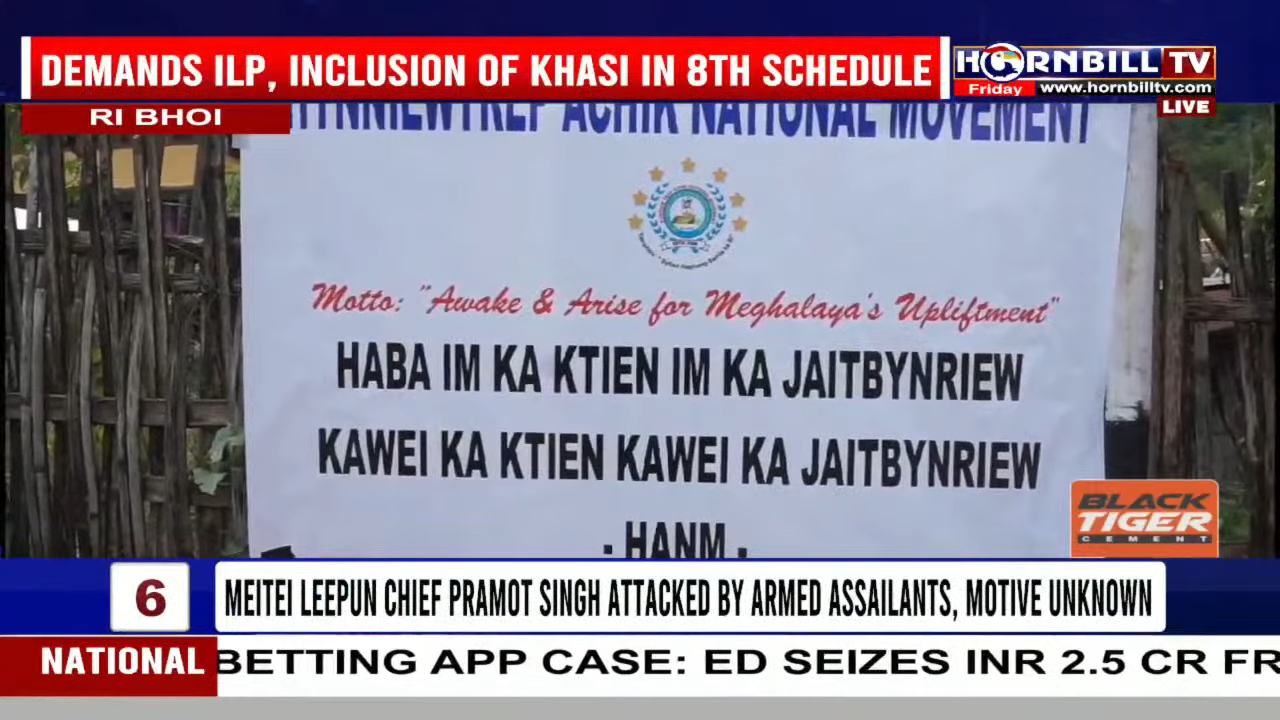 DEMANDS ILP, INCLUSION OF KHASI IN 8TH SCHEDULE
HORNBILL TV
Friday www.hornbilltv.com
LIVE
RI BHOI
ACHIK NATIONAL MOVEMENT
Motto: "Awake & Arise for Meghalaya's Upliftment"
HABA IM KA KTIEN IM KA JAITBYNRIEW
KAWEI KA KTIEN KAWEI KA JAITBYNRIEW
- HANM -
BLACK
TIGER
CEMENT
6 MEITEI LEEPUN CHIEF PRAMOT SINGH ATTACKED BY ARMED ASSAILANTS, MOTIVE UNKNOWN
NATIONAL BETTING APP CASE: ED SEIZES INR 2.5 CR FR